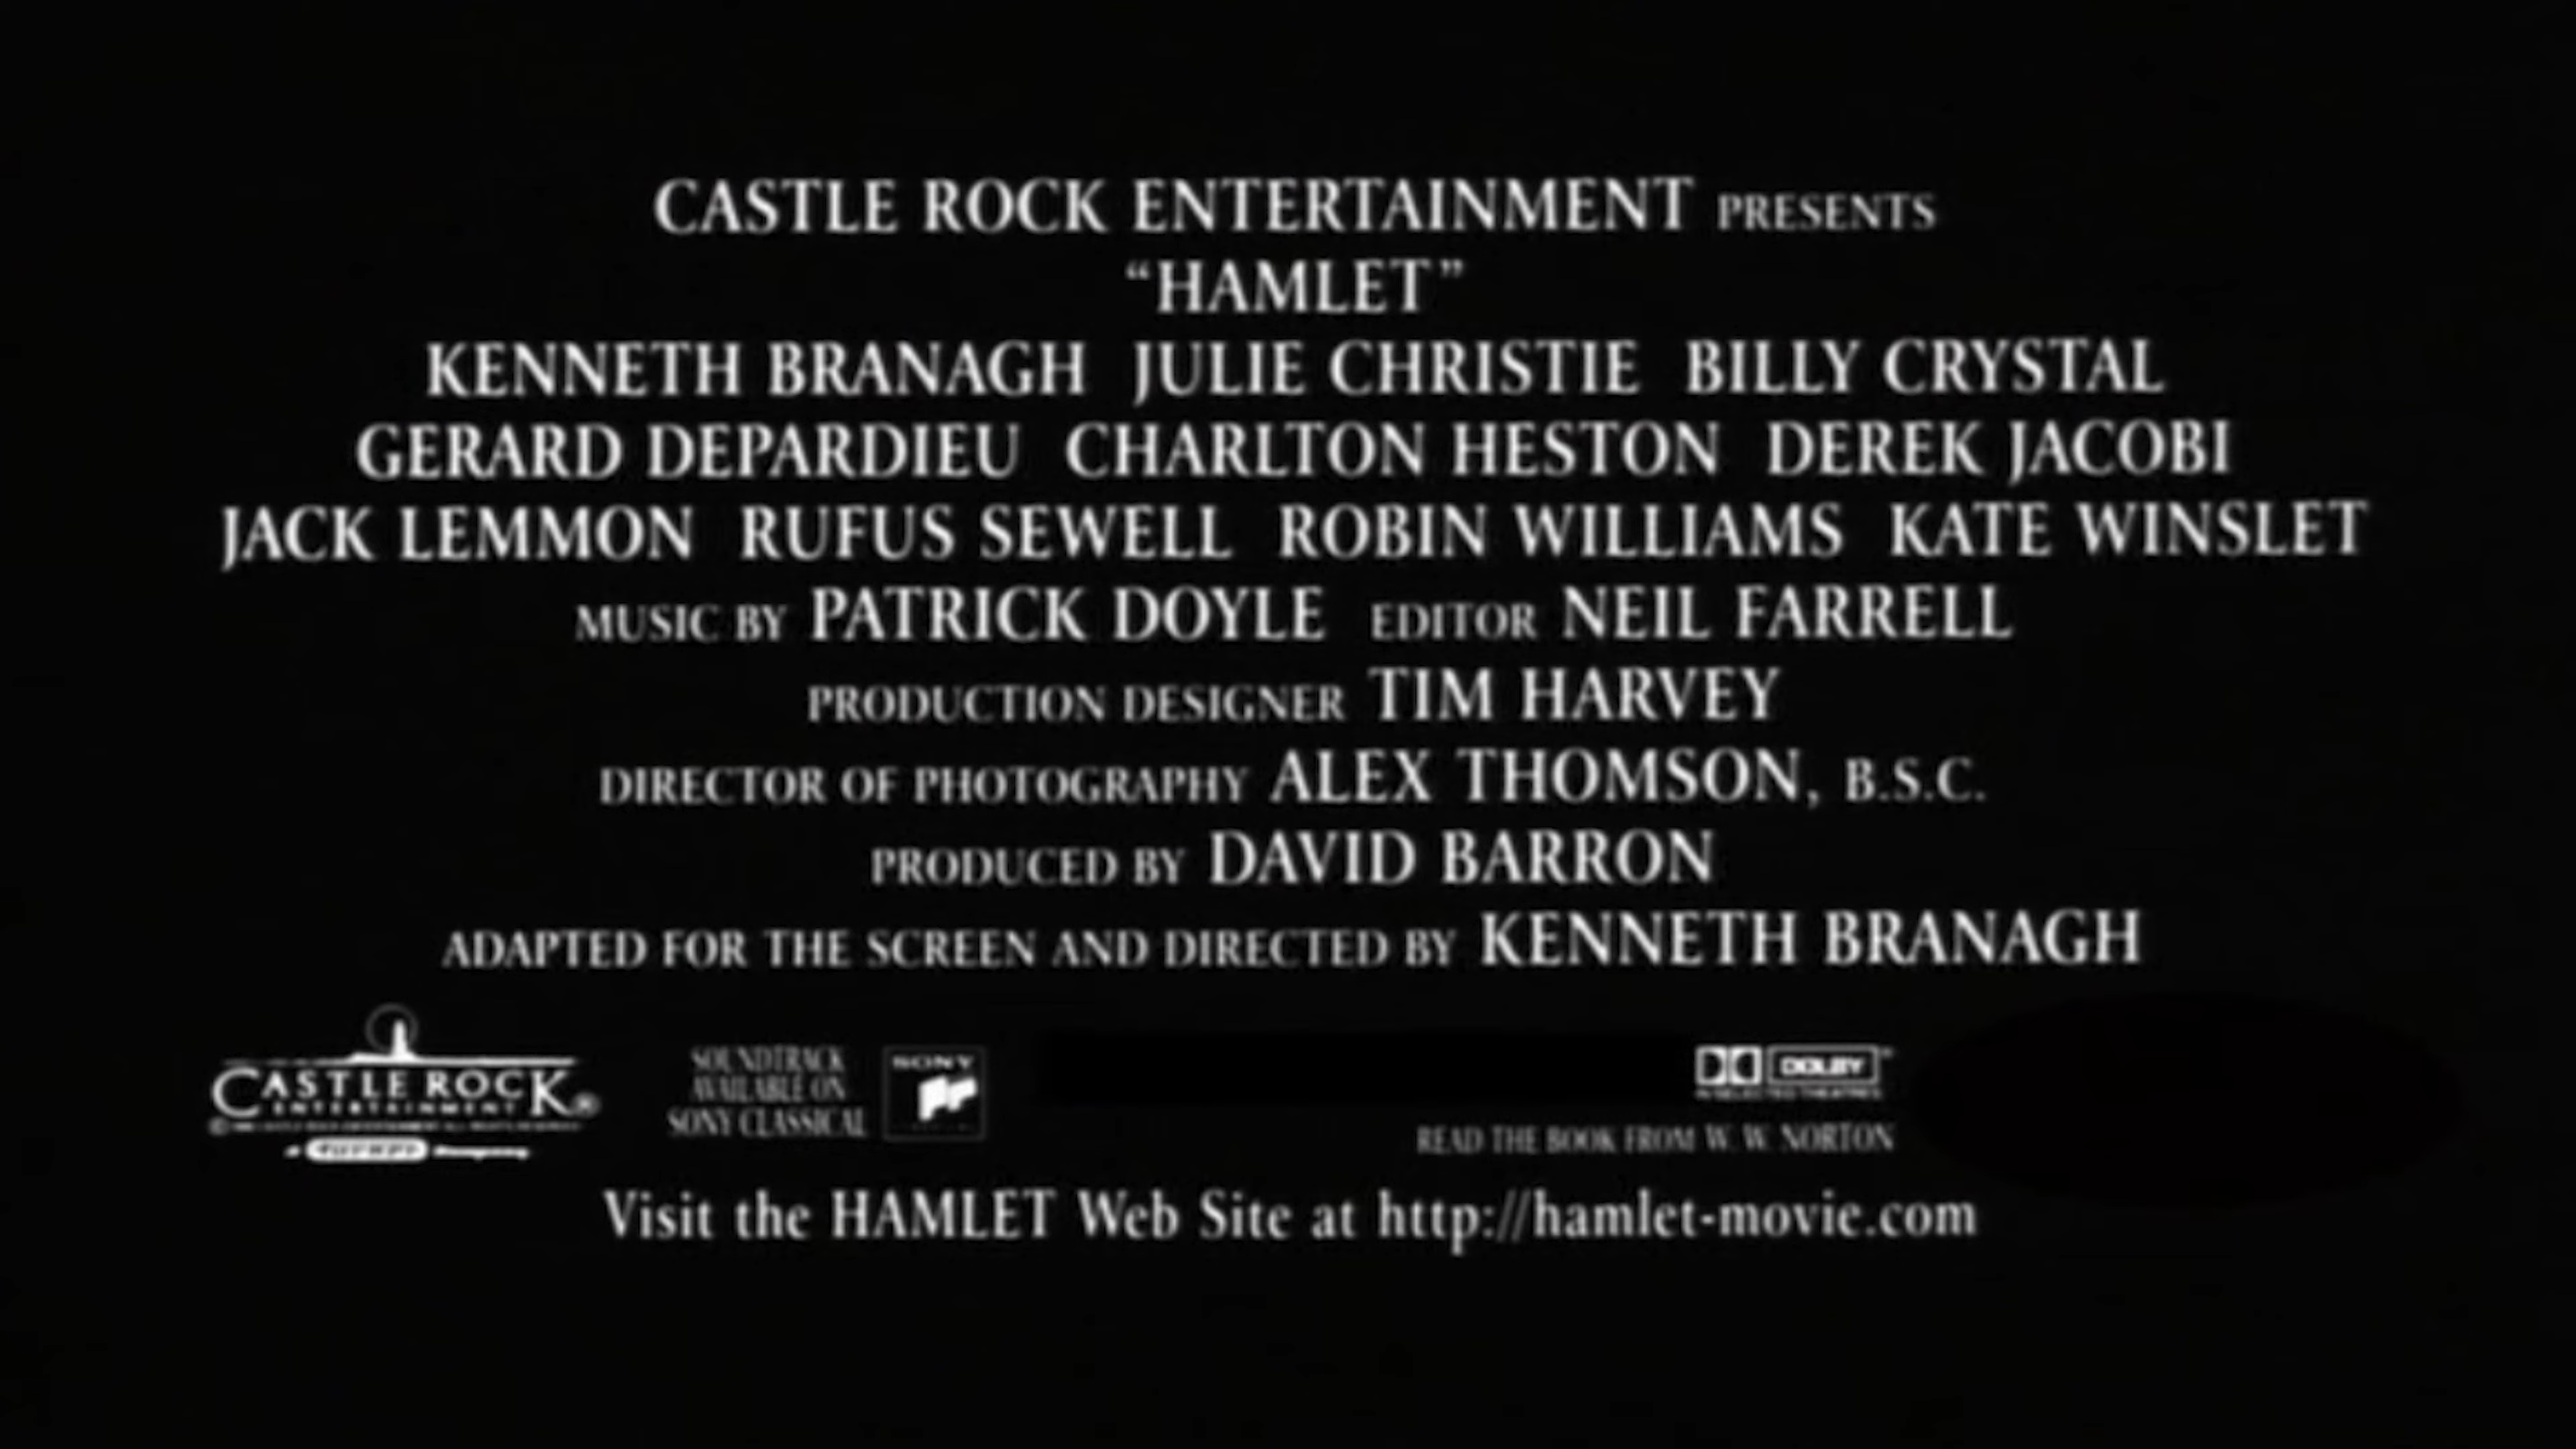 CASTLE ROCK ENTERTAINMENT PRESENTS
“HAMLET”
KENNETH BRANAGH JULIE CHRISTIE BILLY CRYSTAL
GERARD DEPARDIEU CHARLTON HESTON DEREK JACOBI
JACK LEMMON RUFUS SEWELL ROBIN WILLIAMS KATE WINSLET
MUSIC BY PATRICK DOYLE EDITOR NEIL FARRELL
PRODUCTION DESIGNER TIM HARVEY
DIRECTOR OF PHOTOGRAPHY ALEX THOMSON, B.S.C.
PRODUCED BY DAVID BARRON
ADAPTED FOR THE SCREEN AND DIRECTED BY KENNETH BRANAGH
CASTLE ROCK
ENTERTAINMENT
SOUNDTRACK
AVAILABLE ON
SONY CLASSICAL
SONY
DOLBY
IN SELECTED THEATRES
READ THE BOOK FROM W. W. NORTON
Visit the HAMLET Web Site at http://hamlet-movie.com